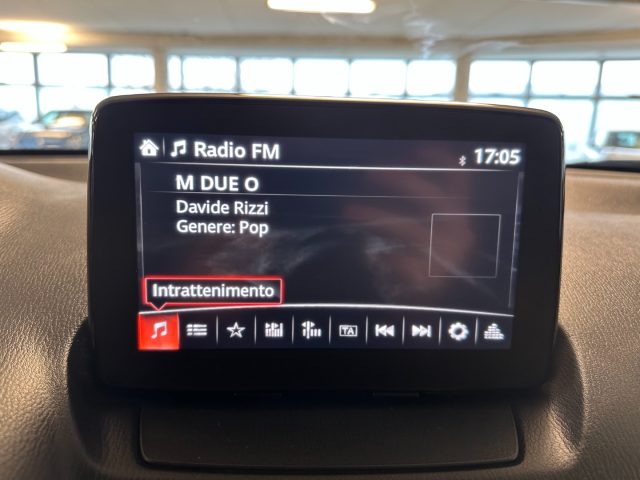 Radio FM
17:05
M DUE O
Davide Rizzi
Genere: Pop
Intrattenimento
TA